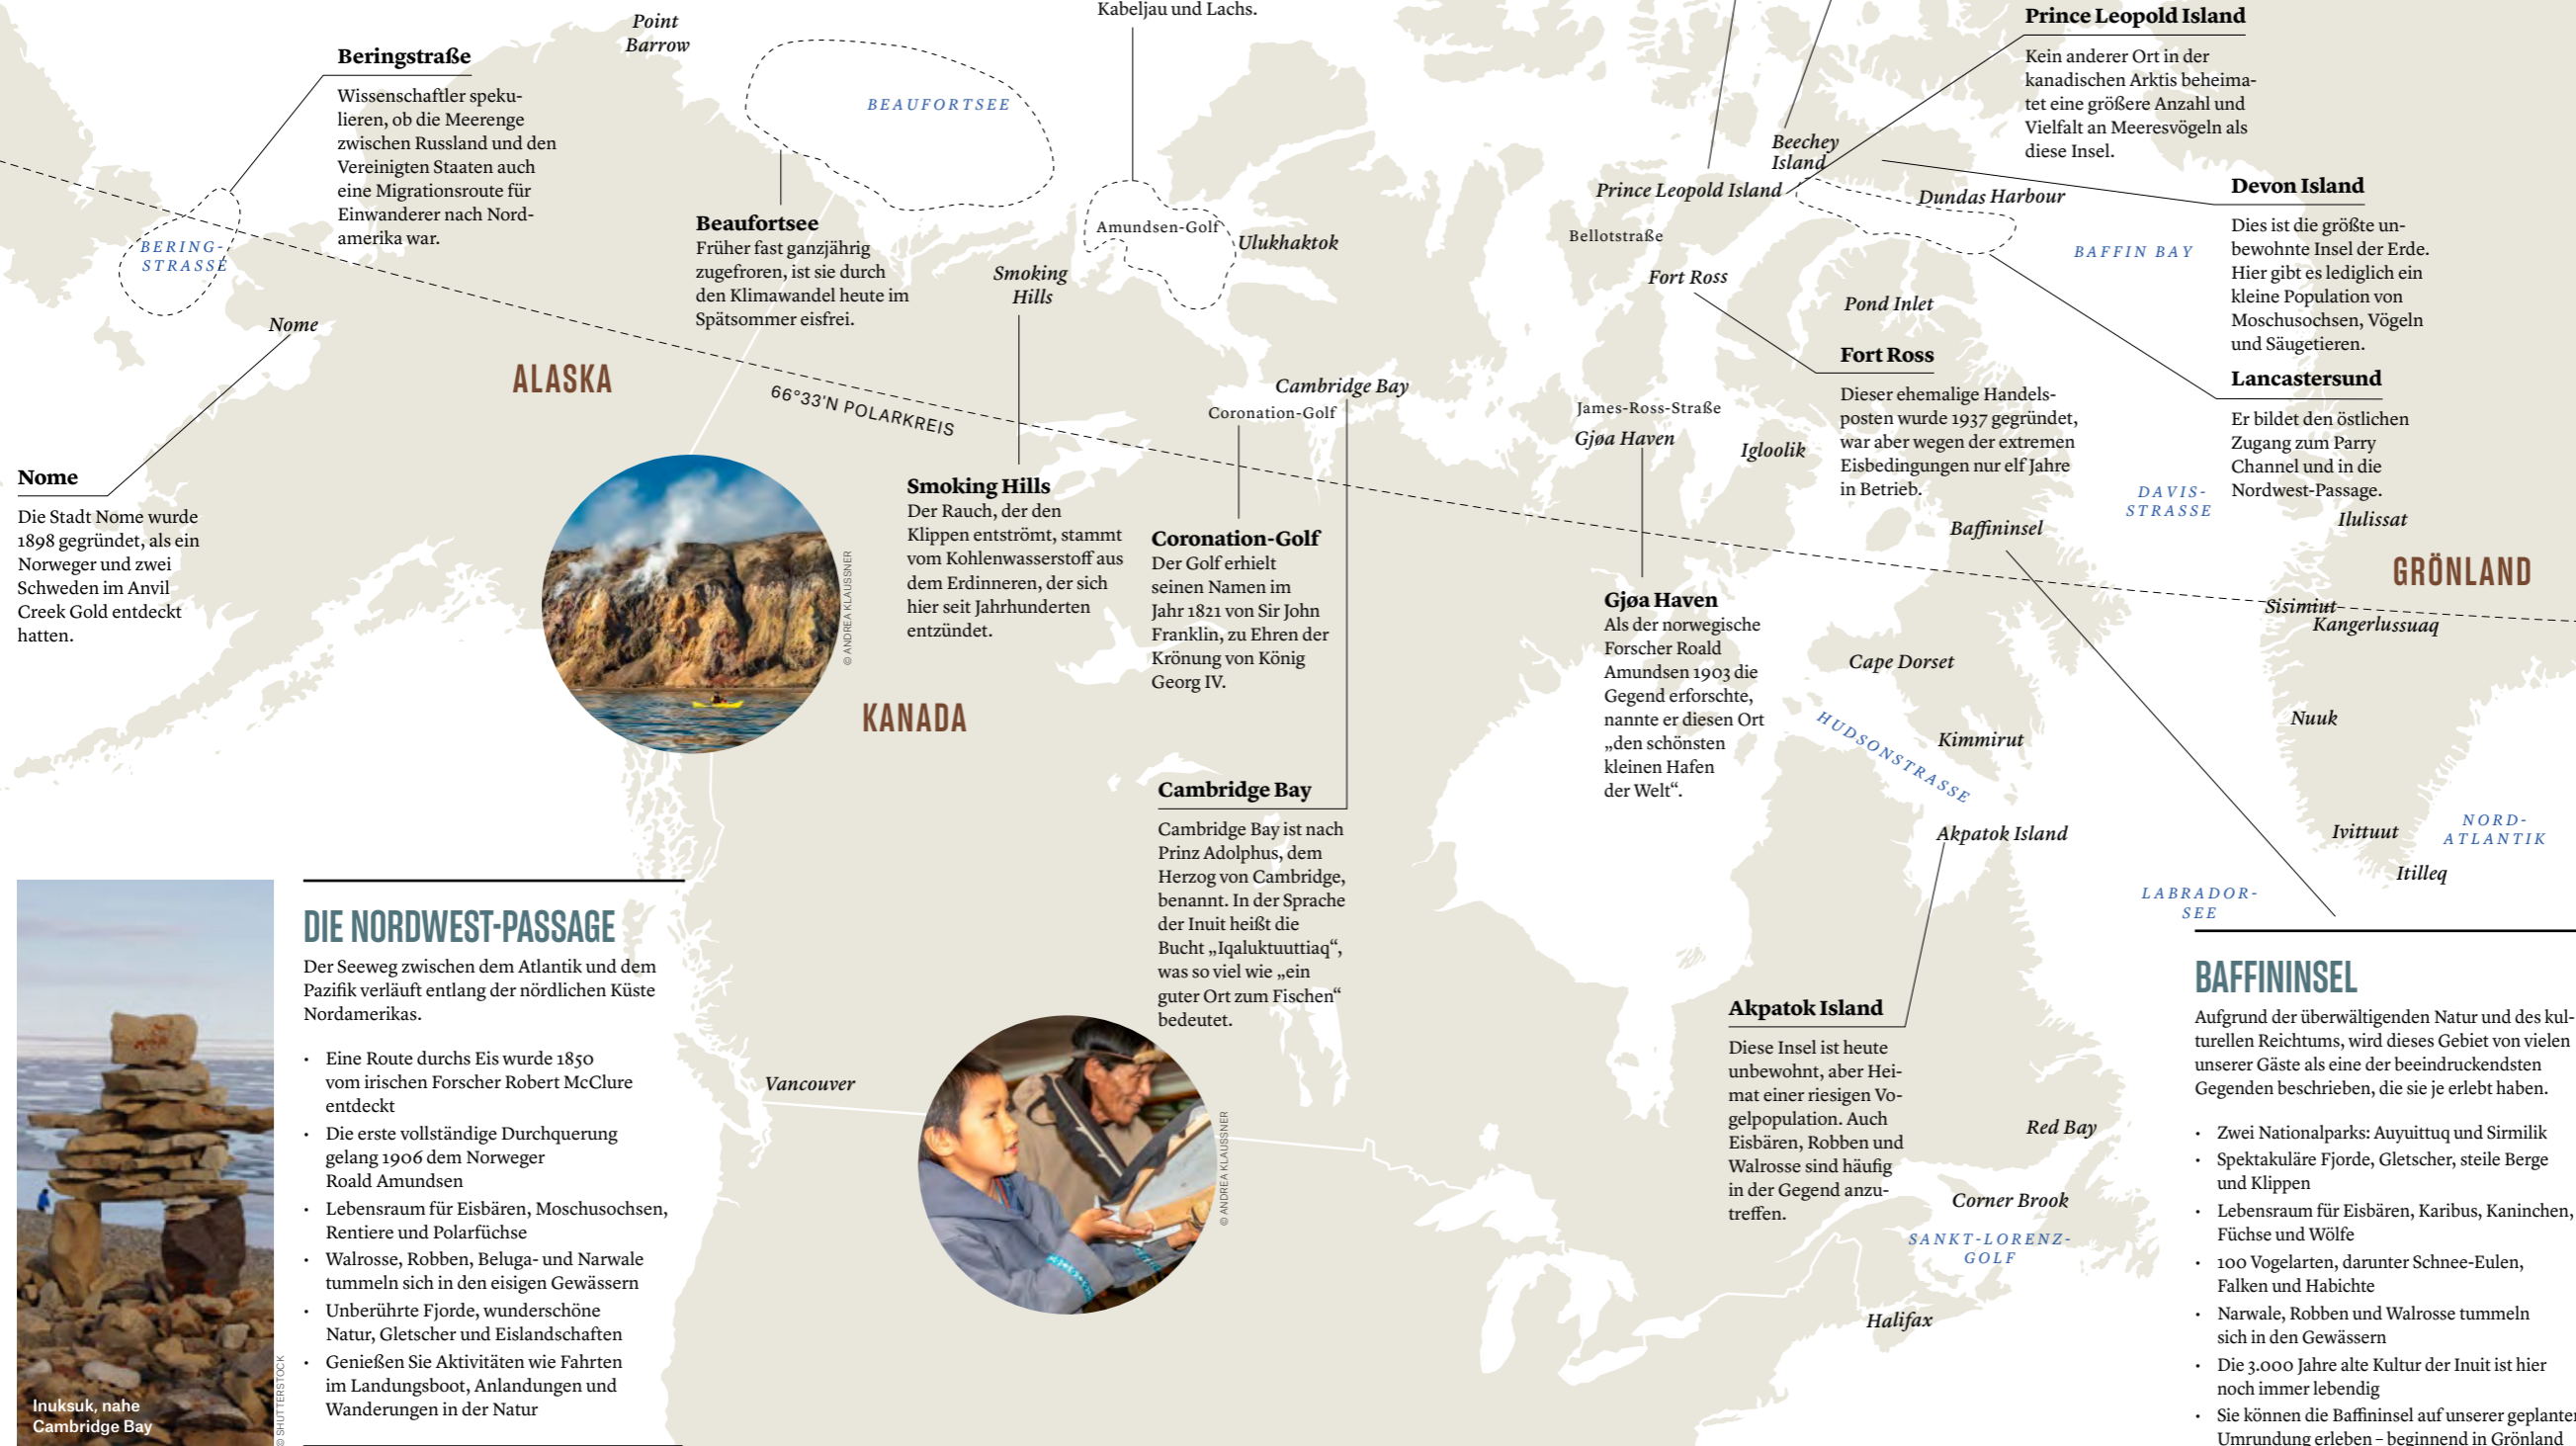 Kabeljau und Lachs.
Point
Barrow
Beringstraße
Wissenschaftler speku-
lieren, ob die Meerenge
zwischen Russland und den
Vereinigten Staaten auch
eine Migrationsroute für
Einwanderer nach Nord-
amerika war.
BERING-
STRASSE
BEAUFORTSEE
Beaufortsee
Früher fast ganzjährig
zugefroren, ist sie durch
den Klimawandel heute im
Spätsommer eisfrei.
Smoking
Hills
Amundsen-Golf
Ulukhaktok
Prince Leopold Island
Kein anderer Ort in der
kanadischen Arktis beheima-
tet eine größere Anzahl und
Vielfalt an Meeresvögeln als
diese Insel.
Beechey
Island
Prince Leopold Island
Dundas Harbour
Bellotstraße
Fort Ross
Pond Inlet
BAFFIN BAY
Devon Island
Dies ist die größte un-
bewohnte Insel der Erde.
Hier gibt es lediglich ein
kleine Population von
Moschusochsen, Vögeln
und Säugetieren.
Lancastersund
Er bildet den östlichen
Zugang zum Parry
Channel und in die
Nordwest-Passage.
Fort Ross
Dieser ehemalige Handels-
posten wurde 1937 gegründet,
war aber wegen der extremen
Eisbedingungen nur elf Jahre
in Betrieb.
Nome
ALASKA
66°33'N POLARKREIS
Cambridge Bay
Coronation-Golf
James-Ross-Straße
Gjøa Haven
Igloolik
DAVIS-
STRASSE
Ilulissat
Baffininsel
GRÖNLAND
Sisimiut
Kangerlussuaq
Nome
Die Stadt Nome wurde
1898 gegründet, als ein
Norweger und zwei
Schweden im Anvil
Creek Gold entdeckt
hatten.
© ANDREA KLAUSSNER
Smoking Hills
Der Rauch, der den
Klippen entströmt, stammt
vom Kohlenwasserstoff aus
dem Erdinneren, der sich
hier seit Jahrhunderten
entzündet.
Coronation-Golf
Der Golf erhielt
seinen Namen im
Jahr 1821 von Sir John
Franklin, zu Ehren der
Krönung von König
Georg IV.
Gjøa Haven
Als der norwegische
Forscher Roald
Amundsen 1903 die
Gegend erforschte,
nannte er diesen Ort
„den schönsten
kleinen Hafen
der Welt“.
Cape Dorset
HUDSONSTRASSE
Kimmirut
Nuuk
KANADA
Cambridge Bay
Cambridge Bay ist nach
Prinz Adolphus, dem
Herzog von Cambridge,
benannt. In der Sprache
der Inuit heißt die
Bucht „Iqaluktuuttiaq“,
was so viel wie „ein
guter Ort zum Fischen“
bedeutet.
Akpatok Island
Ivittuut
NORD-
ATLANTIK
Itilleq
LABRADOR-
SEE
Akpatok Island
Diese Insel ist heute
unbewohnt, aber Hei-
mat einer riesigen Vo-
gelpopulation. Auch
Eisbären, Robben und
Walrosse sind häufig
in der Gegend anzu-
treffen.
Vancouver
© ANDREA KLAUSSNER
Red Bay
Corner Brook
SANKT-LORENZ-
GOLF
Halifax
DIE NORDWEST-PASSAGE
Der Seeweg zwischen dem Atlantik und dem
Pazifik verläuft entlang der nördlichen Küste
Nordamerikas.
• Eine Route durchs Eis wurde 1850
vom irischen Forscher Robert McClure
entdeckt
• Die erste vollständige Durchquerung
gelang 1906 dem Norweger
Roald Amundsen
• Lebensraum für Eisbären, Moschusochsen,
Rentiere und Polarfüchse
• Walrosse, Robben, Beluga- und Narwale
tummeln sich in den eisigen Gewässern
• Unberührte Fjorde, wunderschöne
Natur, Gletscher und Eislandschaften
• Genießen Sie Aktivitäten wie Fahrten
im Landungsboot, Anlandungen und
Wanderungen in der Natur
Inuksuk, nahe
Cambridge Bay
© SHUTTERSTOCK
BAFFININSEL
Aufgrund der überwältigenden Natur und des kul-
turellen Reichtums, wird dieses Gebiet von vielen
unserer Gäste als eine der beeindruckendsten
Gegenden beschrieben, die sie je erlebt haben.
• Zwei Nationalparks: Auyuittuq und Sirmilik
• Spektakuläre Fjorde, Gletscher, steile Berge
und Klippen
• Lebensraum für Eisbären, Karibus, Kaninchen,
Füchse und Wölfe
• 100 Vogelarten, darunter Schnee-Eulen,
Falken und Habichte
• Narwale, Robben und Walrosse tummeln
sich in den Gewässern
• Die 3.000 Jahre alte Kultur der Inuit ist hier
noch immer lebendig
• Sie können die Baffininsel auf unserer geplanten
Umrundung erleben – beginnend in Grönland